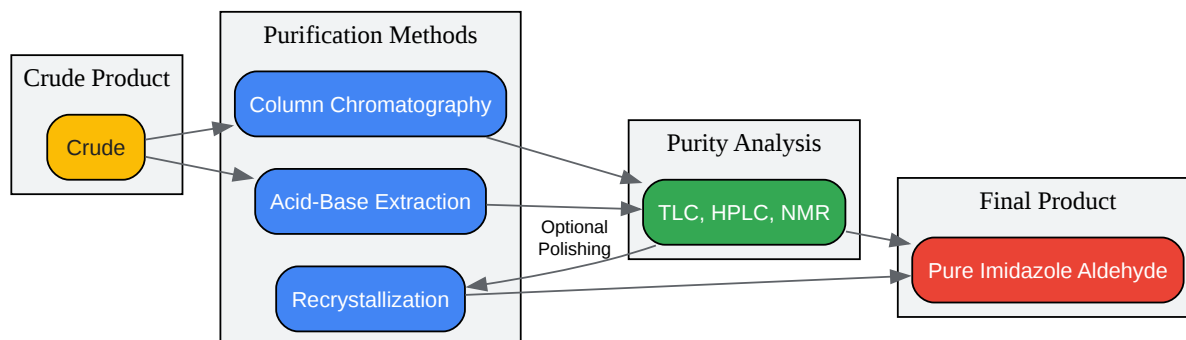 Crude Product
Crude
Purification Methods
Column Chromatography
Acid-Base Extraction
Recrystallization
Optional
Polishing
Purity Analysis
TLC, HPLC, NMR
Final Product
Pure Imidazole Aldehyde